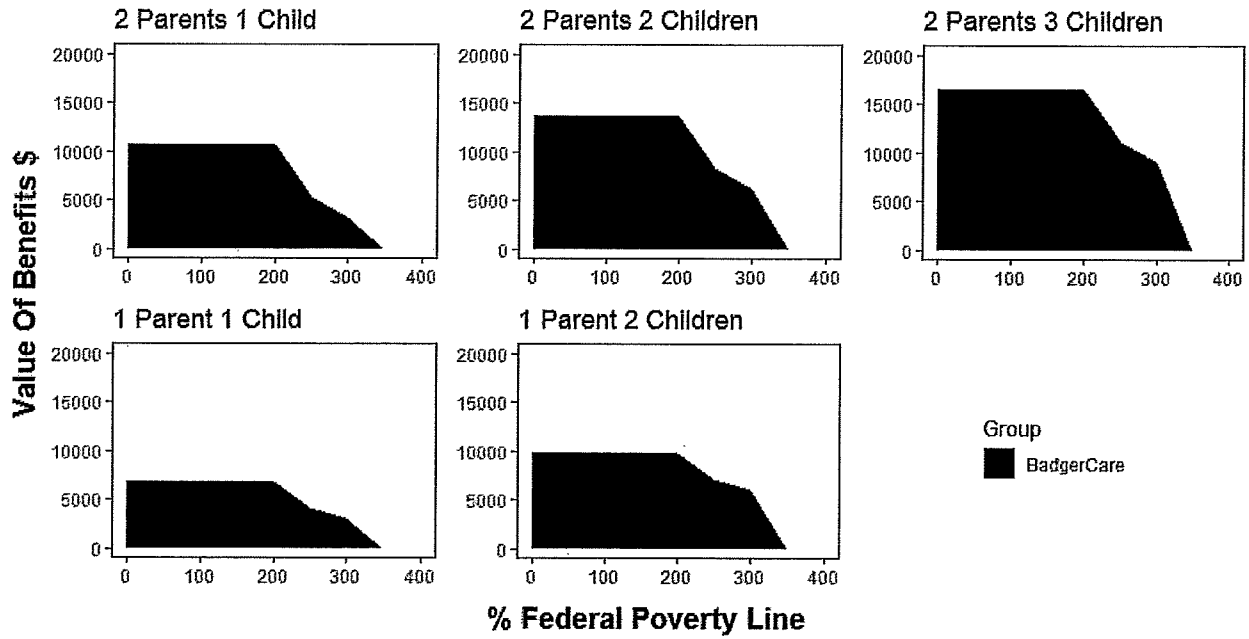 2 Parents 1 Child
2 Parents 2 Children
2 Parents 3 Children
Value Of Benefits $
20000
15000
10000
5000
0
0 100 200 300 400
20000
15000
10000
5000
0
0 100 200 300 400
20000
15000
10000
5000
0
0 100 200 300 400
1 Parent 1 Child
1 Parent 2 Children
20000
15000
10000
5000
0
0 100 200 300 400
20000
15000
10000
5000
0
0 100 200 300 400
Group
BadgerCare
% Federal Poverty Line